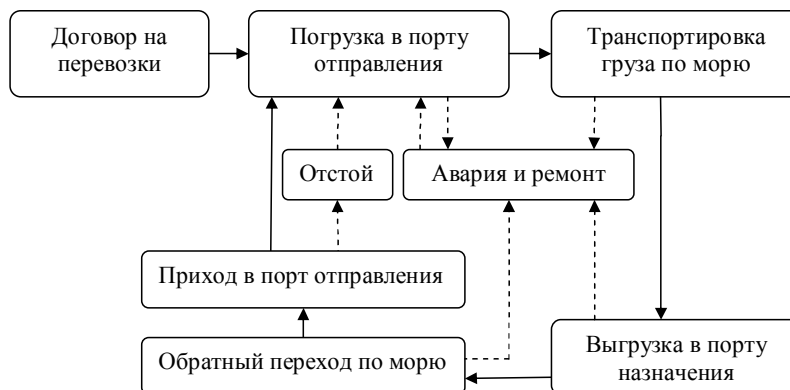 Договор на
перевозки
Погрузка в порту
отправления
Транспортировка
груза по морю
Отстой
Авария и ремонт
Приход в порт отправления
Обратный переход по морю
Выгрузка в порту
назначения